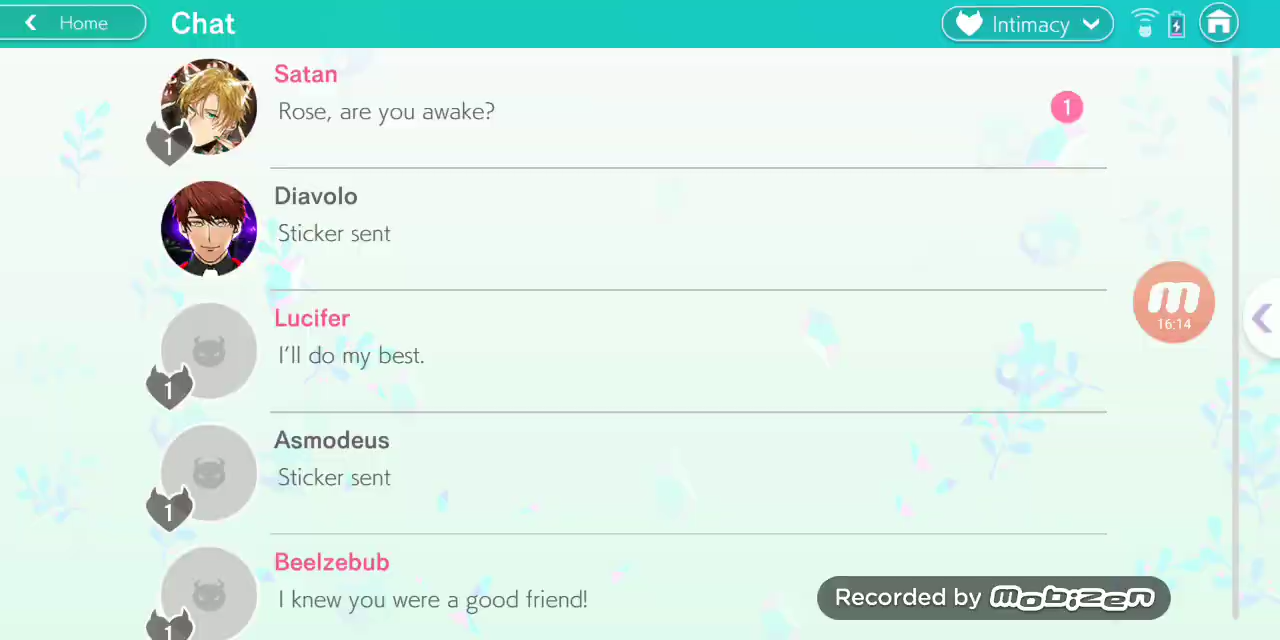 Home
Chat
Intimacy
Satan
Rose, are you awake?
1
1
Diavolo
Sticker sent
Lucifer
I'll do my best.
1
m
16:14
Asmodeus
Sticker sent
1
Beelzebub
I knew you were a good friend!
1
Recorded by mobizen